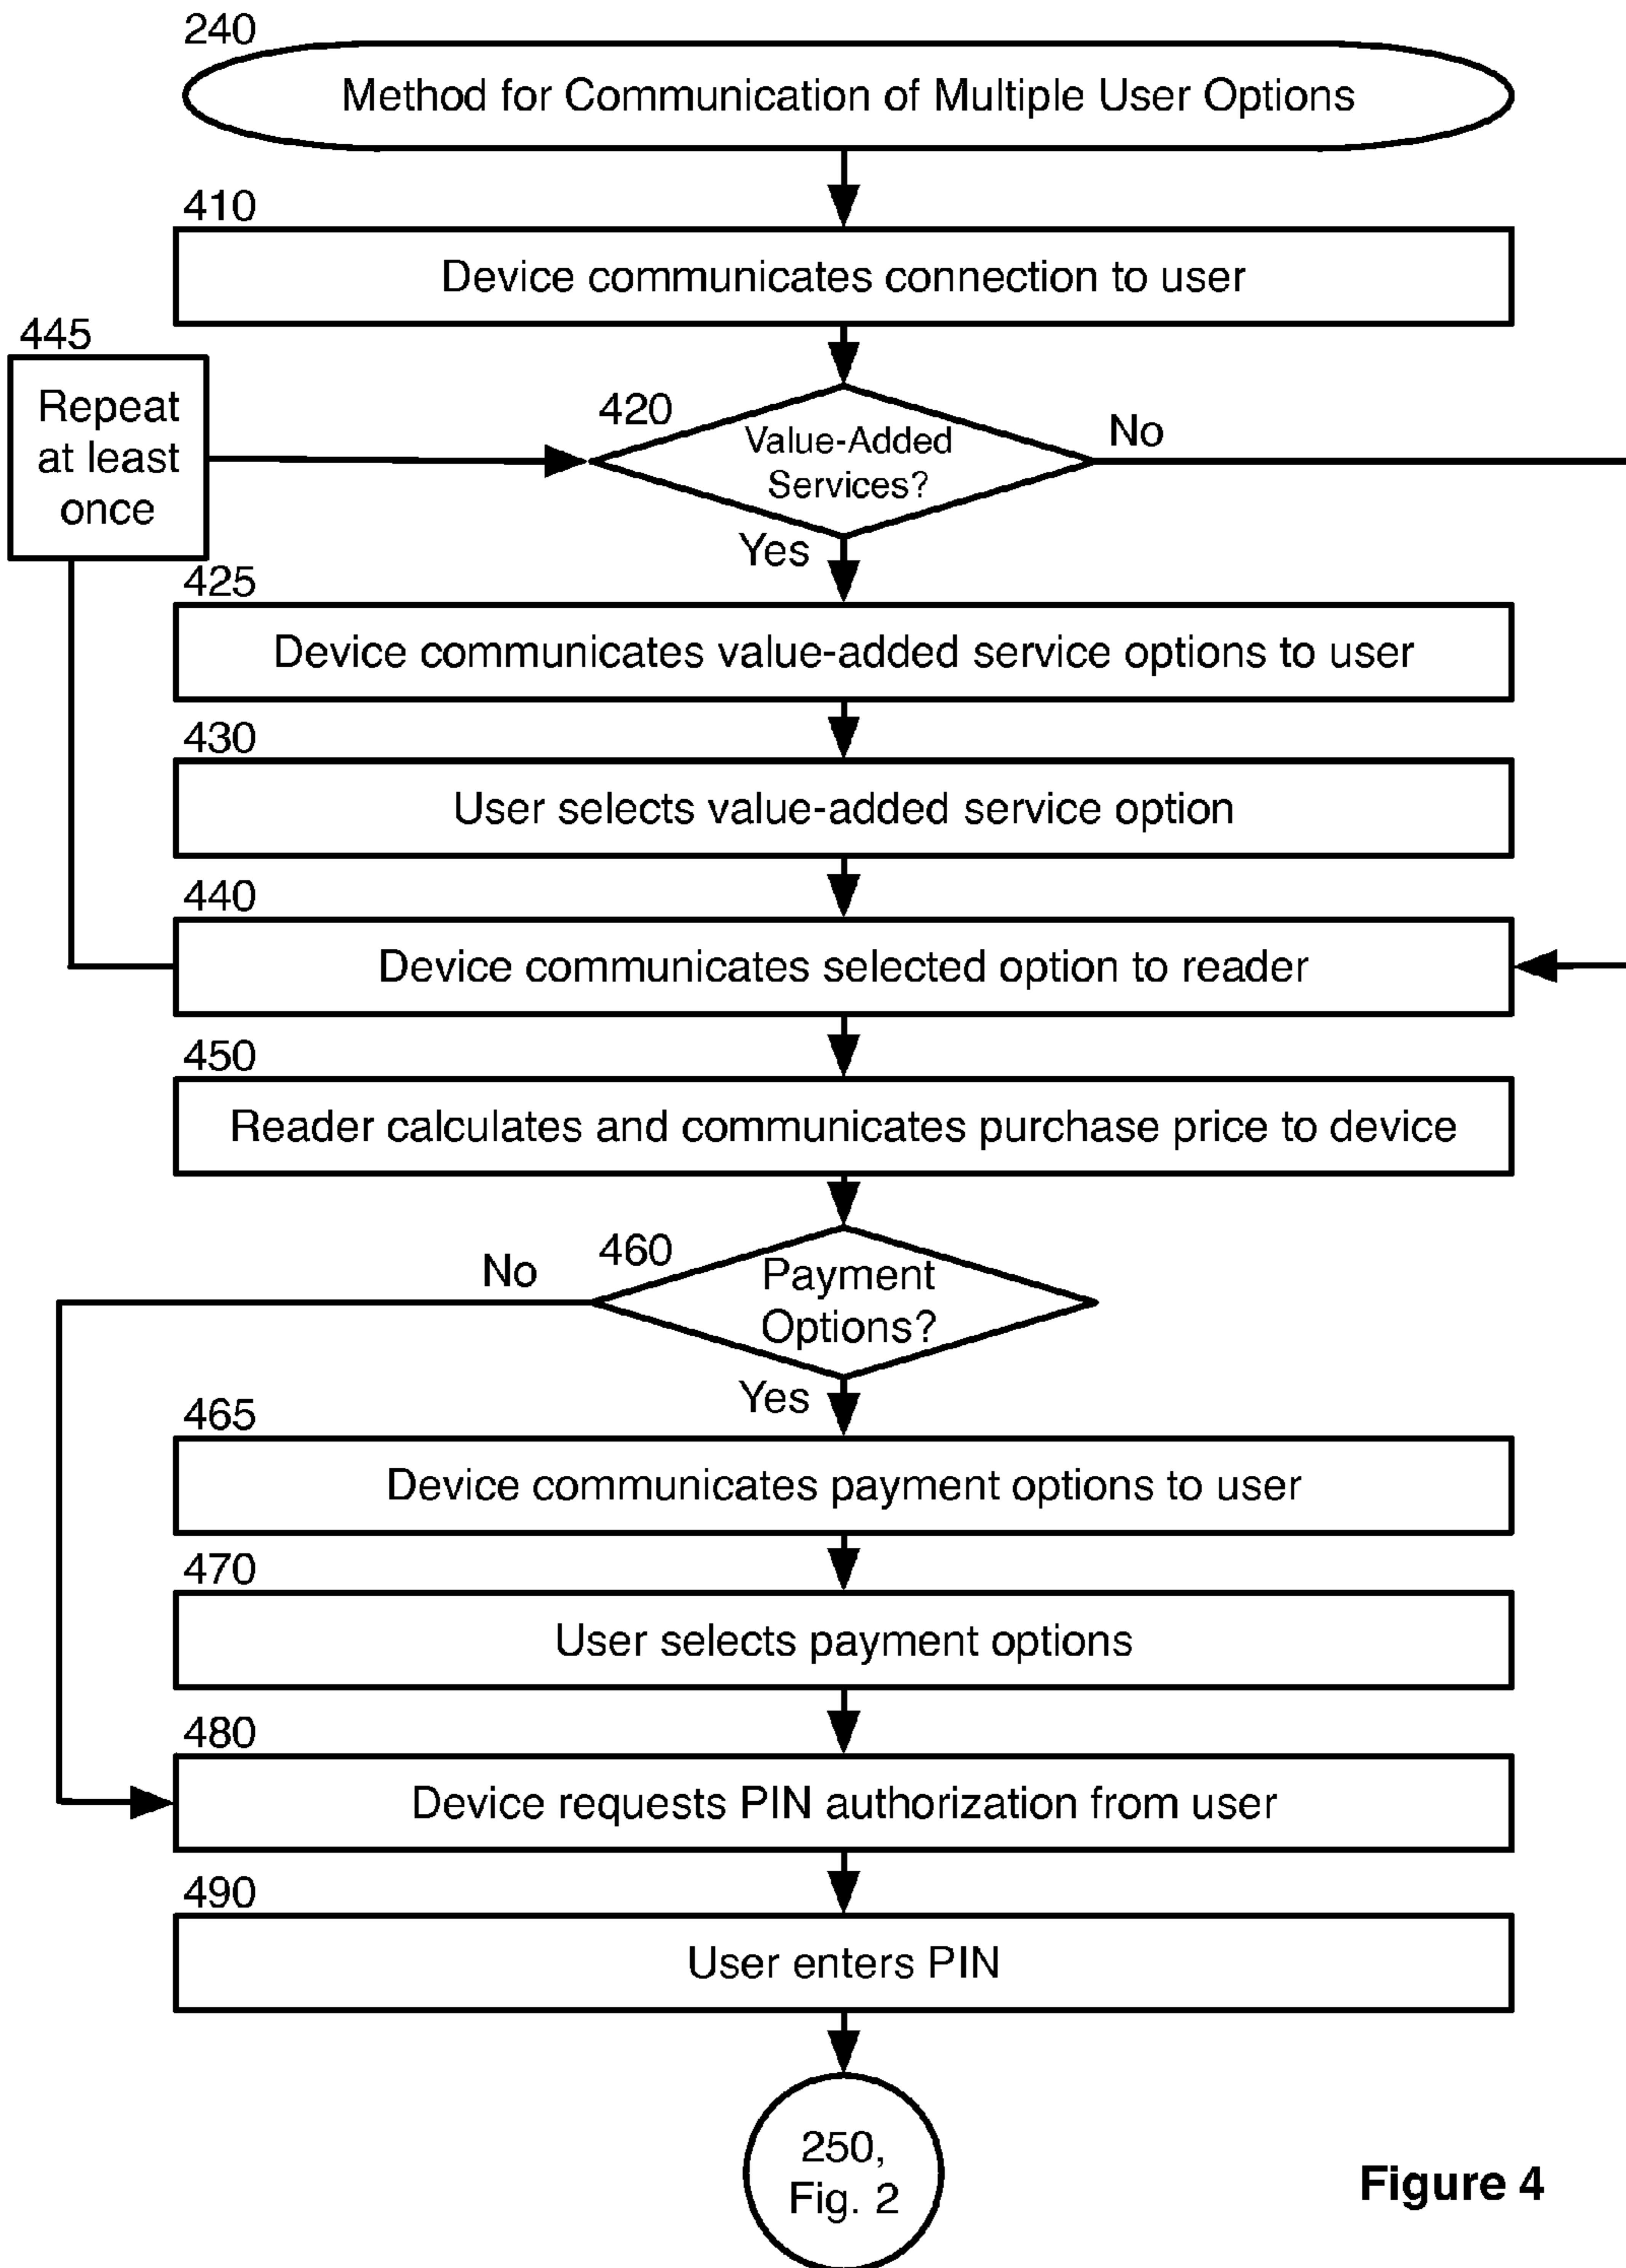 240
Method for Communication of Multiple User Options
410
Device communicates connection to user
445
Repeat
at least
once
420
Value-Added
Services?
No
Yes
425
Device communicates value-added service options to user
430
User selects value-added service option
440
Device communicates selected option to reader
450
Reader calculates and communicates purchase price to device
460
Payment
Options?
No
Yes
465
Device communicates payment options to user
470
User selects payment options
480
Device requests PIN authorization from user
490
User enters PIN
250,
Fig. 2
Figure 4